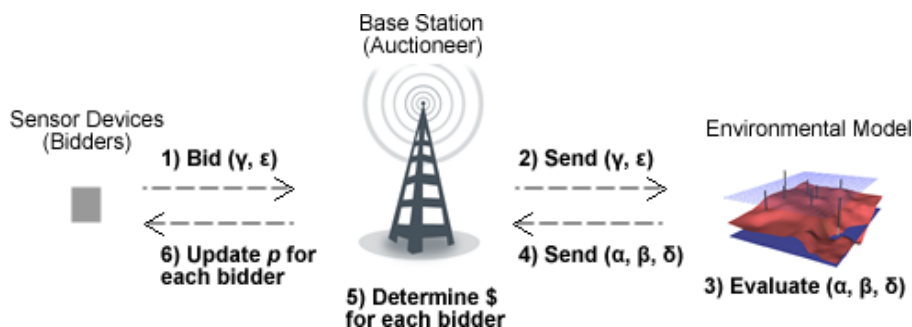 Base Station
(Auctioneer)
Sensor Devices
(Bidders)
Environmental Model
1) Bid (γ, ε)
2) Send (γ, ε)
6) Update p for
each bidder
4) Send (α, β, δ)
3) Evaluate (α, β, δ)
5) Determine $
for each bidder